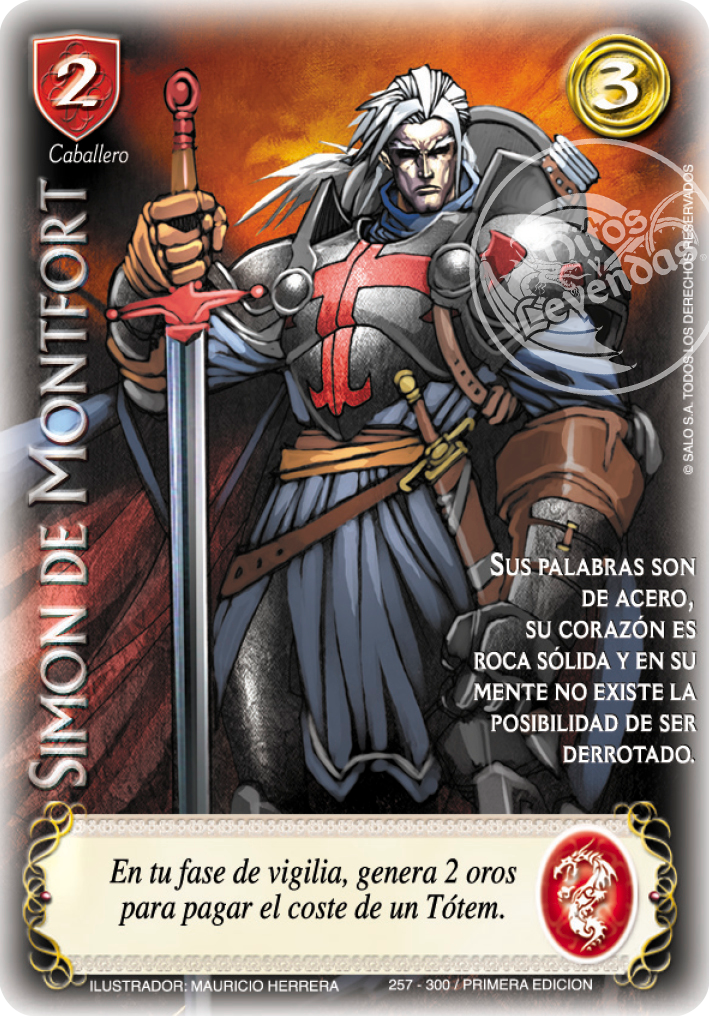 2
3
Caballero
SIMON DE MONTFORT
Mitos
y
Leyendas
© SALO S.A. TODOS LOS DERECHOS RESERVADOS
SUS PALABRAS SON
DE ACERO,
SU CORAZÓN ES
ROCA SÓLIDA Y EN SU
MENTE NO EXISTE LA
POSIBILIDAD DE SER
DERROTADO.
En tu fase de vigilia, genera 2 oros
para pagar el coste de un Tótem.
ILUSTRADOR: MAURICIO HERRERA 257 - 300 / PRIMERA EDICION